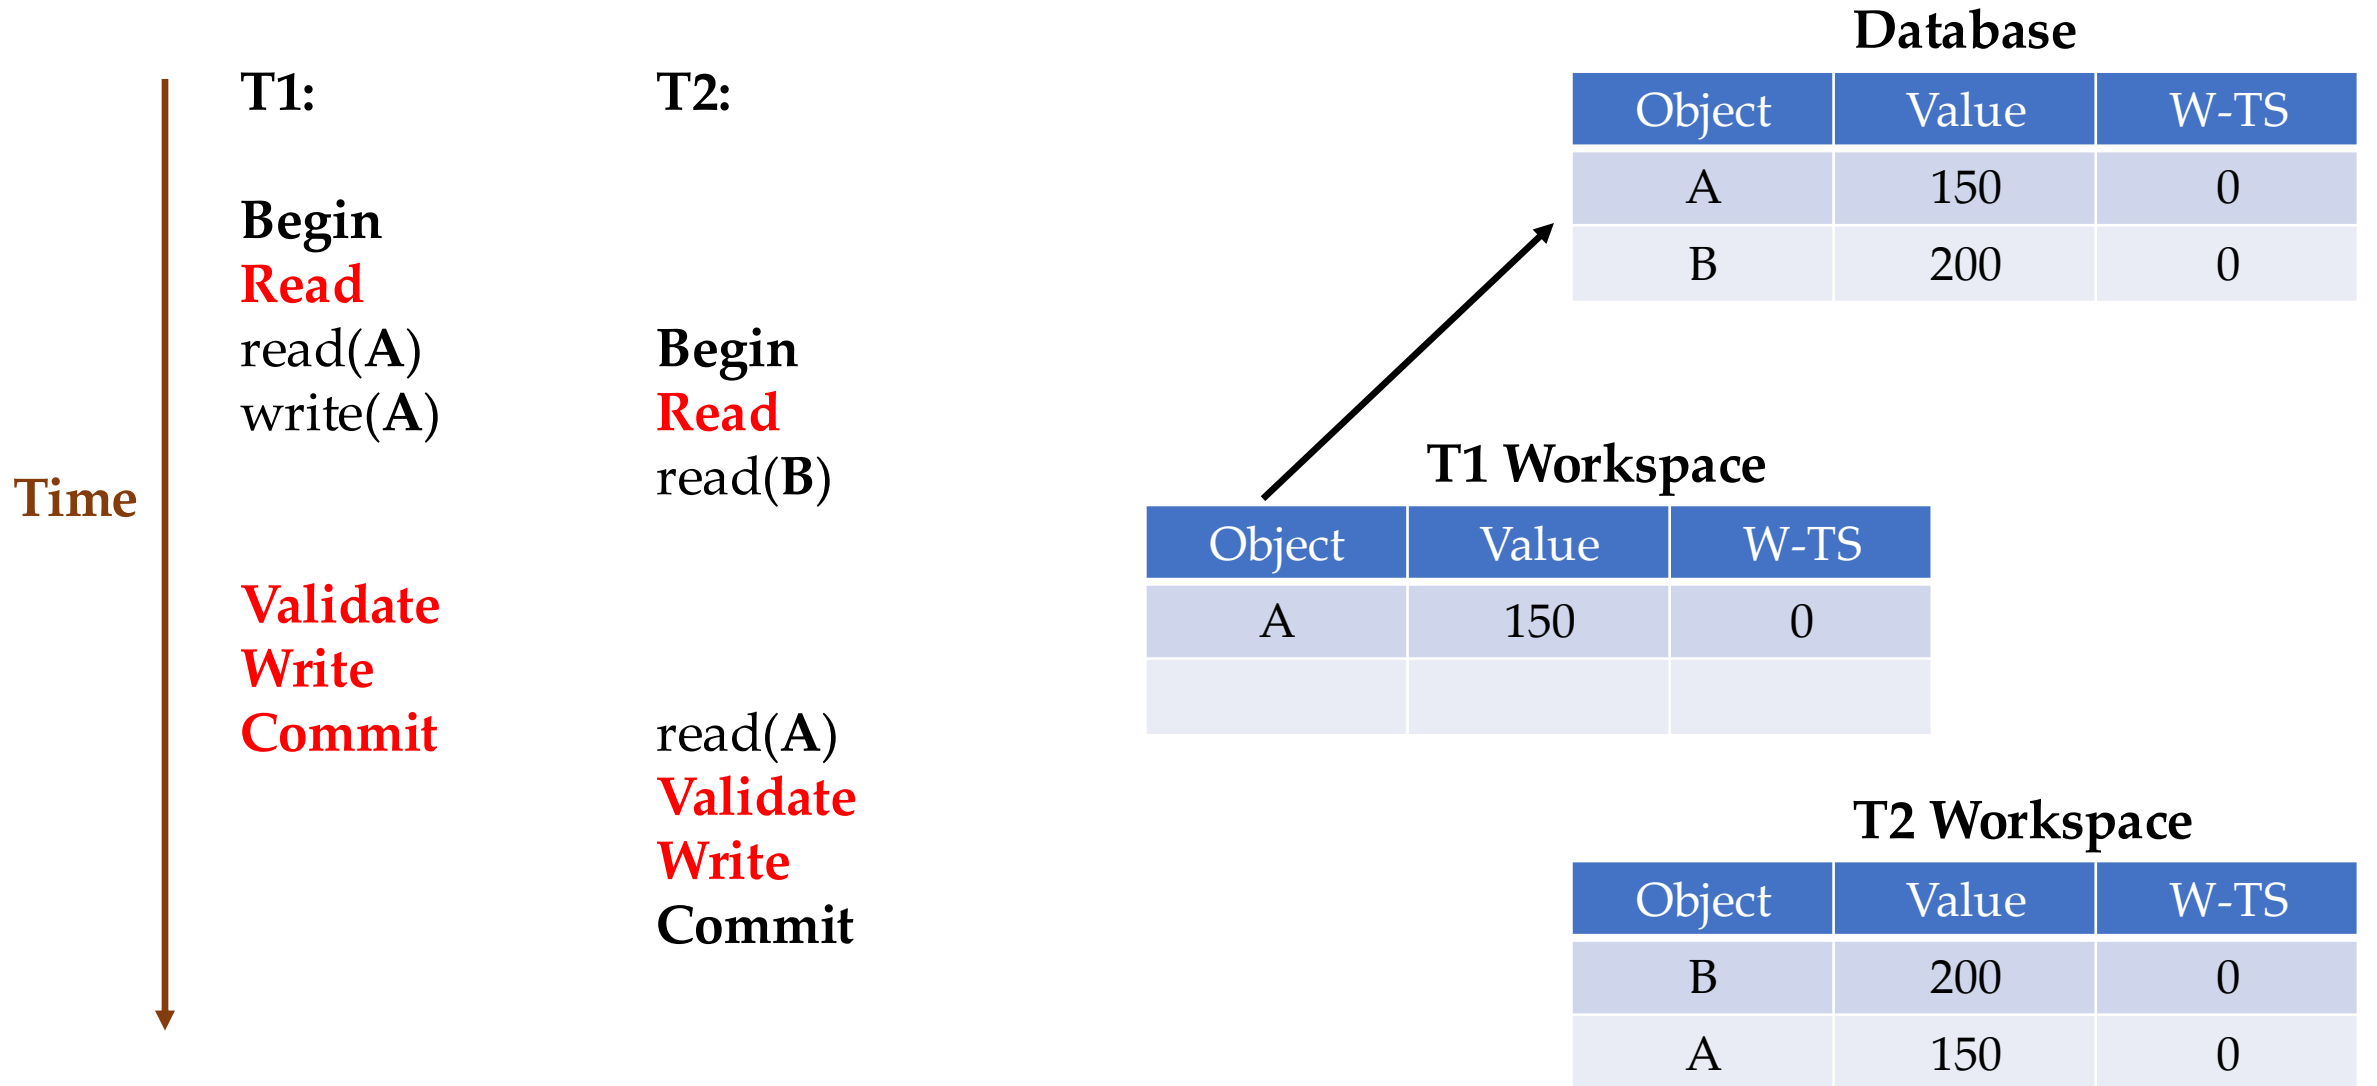 Time
T1:
Begin
Read
read(A)
write(A)
Validate
Write
Commit
T2:
Begin
Read
read(B)
read(A)
Validate
Write
Commit
Database
Object Value W-TS
A 150 0
B 200 0
T1 Workspace
Object Value W-TS
A 150 0
T2 Workspace
Object Value W-TS
B 200 0
A 150 0